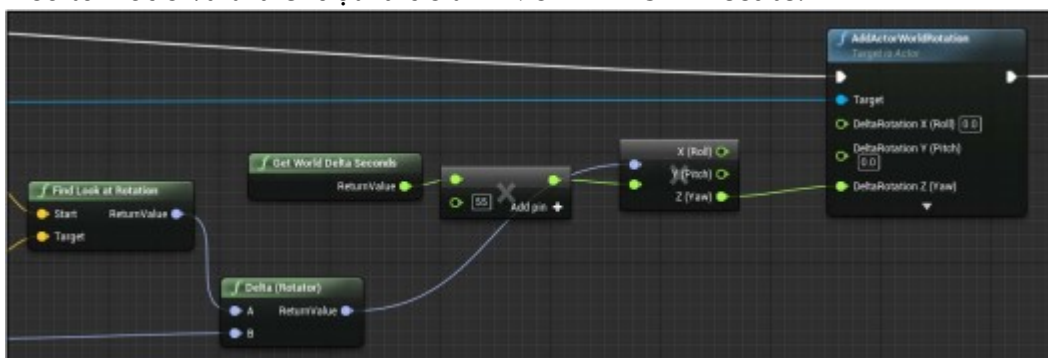 AddActorWorldRotation
Target is Actor
Target
DeltaRotation X (Roll) 0.0
DeltaRotation Y (Pitch)
0.0
DeltaRotation Z (Yaw)
X (Roll)
Y (Pitch)
Z (Yaw)
Get World Delta Seconds
ReturnValue
55
Add pin
Find Look at Rotation
Start ReturnValue
Target
Delta (Rotator)
A ReturnValue
B